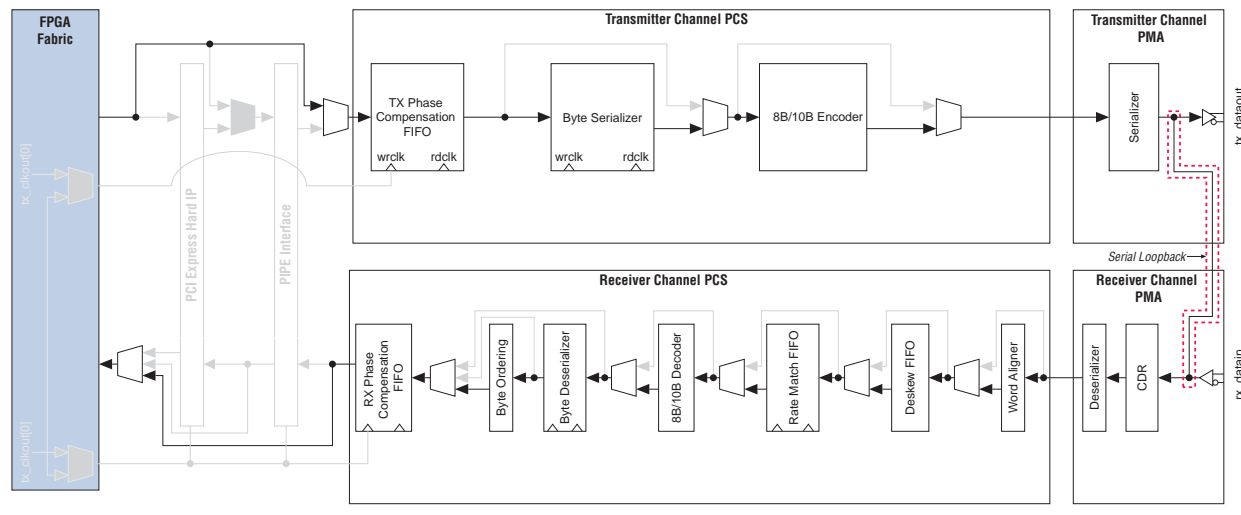 FPGA
Fabric
Transmitter Channel PCS
Transmitter Channel
PMA
TX Phase
Compensation
FIFO
wrclk
rdclk
Byte Serializer
wrclk
rdclk
8B/10B Encoder
Serializer
tx_dataout
tx_clkout[0]
PCI Express Hard IP
PIPE Interface
Serial Loopback
Receiver Channel PCS
Receiver Channel
PMA
RX Phase
Compensation
FIFO
Byte Ordering
Byte Deserializer
8B/10B Decoder
Rate Match FIFO
Deskew FIFO
Word Aligner
Deserializer
CDR
rx_datain
tx_clkout[0]